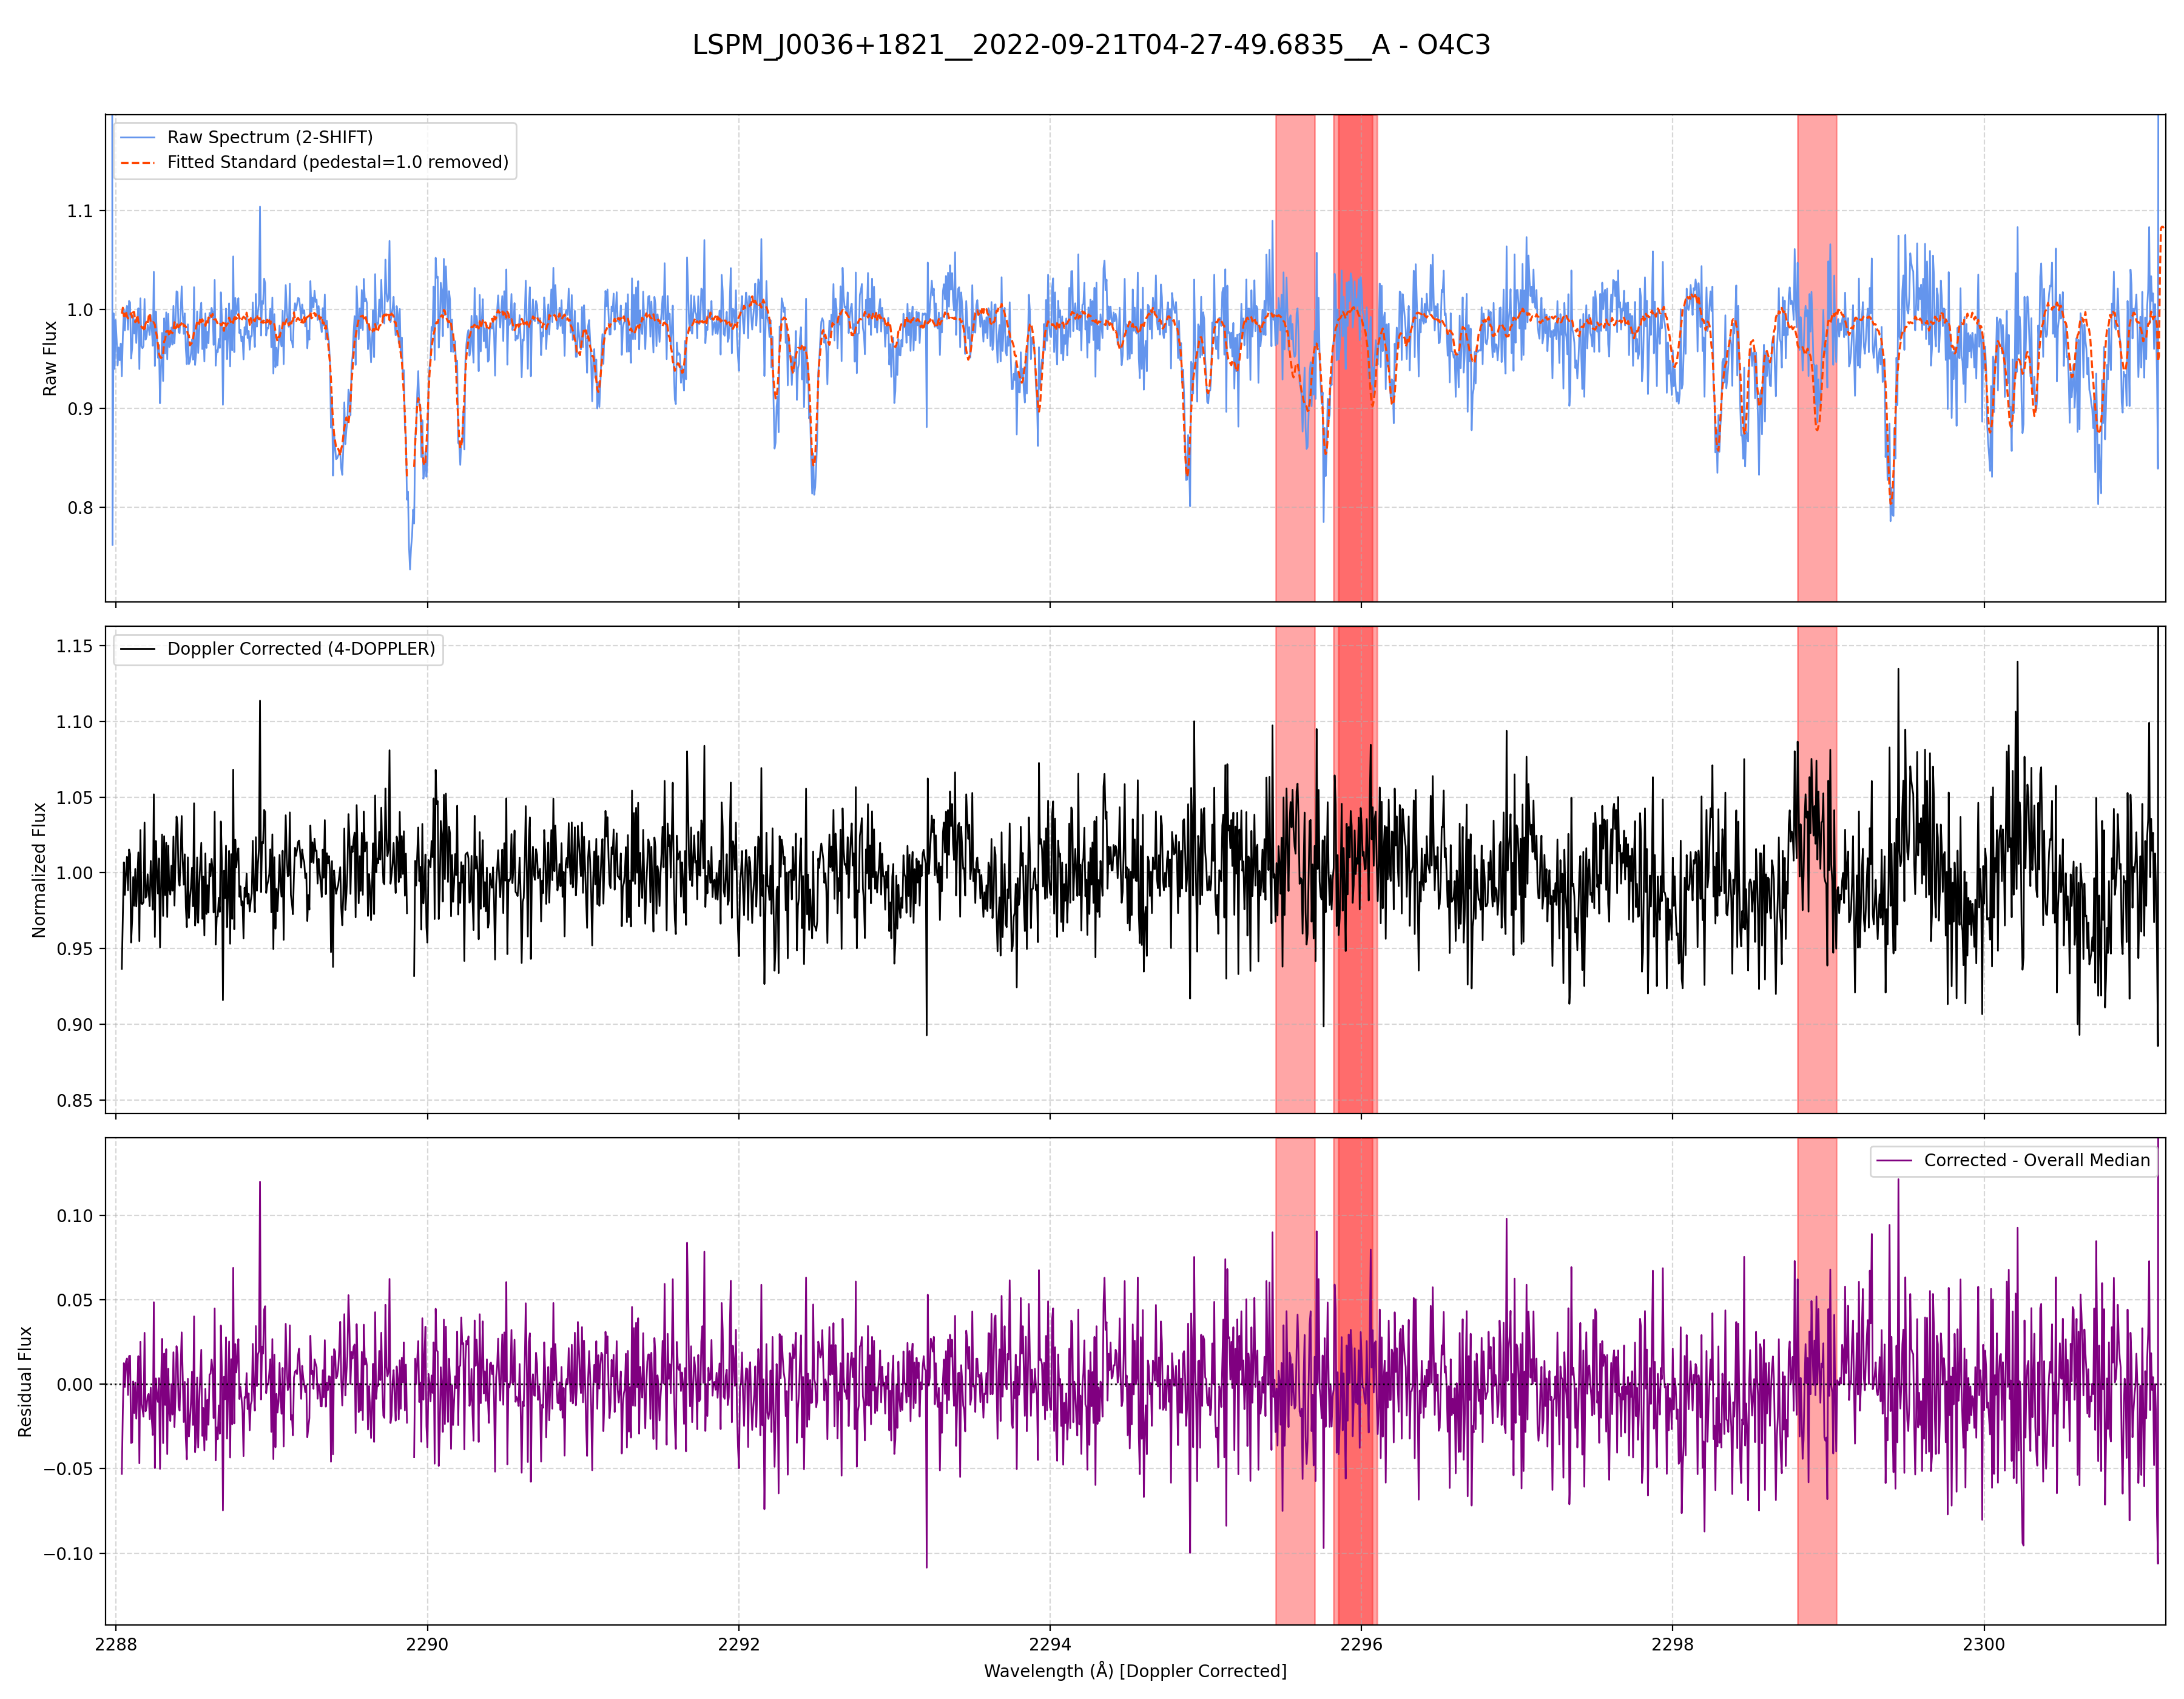 LSPM_J0036+1821__2022-09-21T04-27-49.6835__A - O4C3
Raw Spectrum (2-SHIFT)
Fitted Standard (pedestal=1.0 removed)
Raw Flux
1.1
1.0
0.9
0.8
Doppler Corrected (4-DOPPLER)
Normalized Flux
1.15
1.10
1.05
1.00
0.95
0.90
0.85
Corrected - Overall Median
Residual Flux
0.10
0.05
0.00
−0.05
−0.10
2288 2290 2292 2294 2296 2298 2300
Wavelength (Å) [Doppler Corrected]